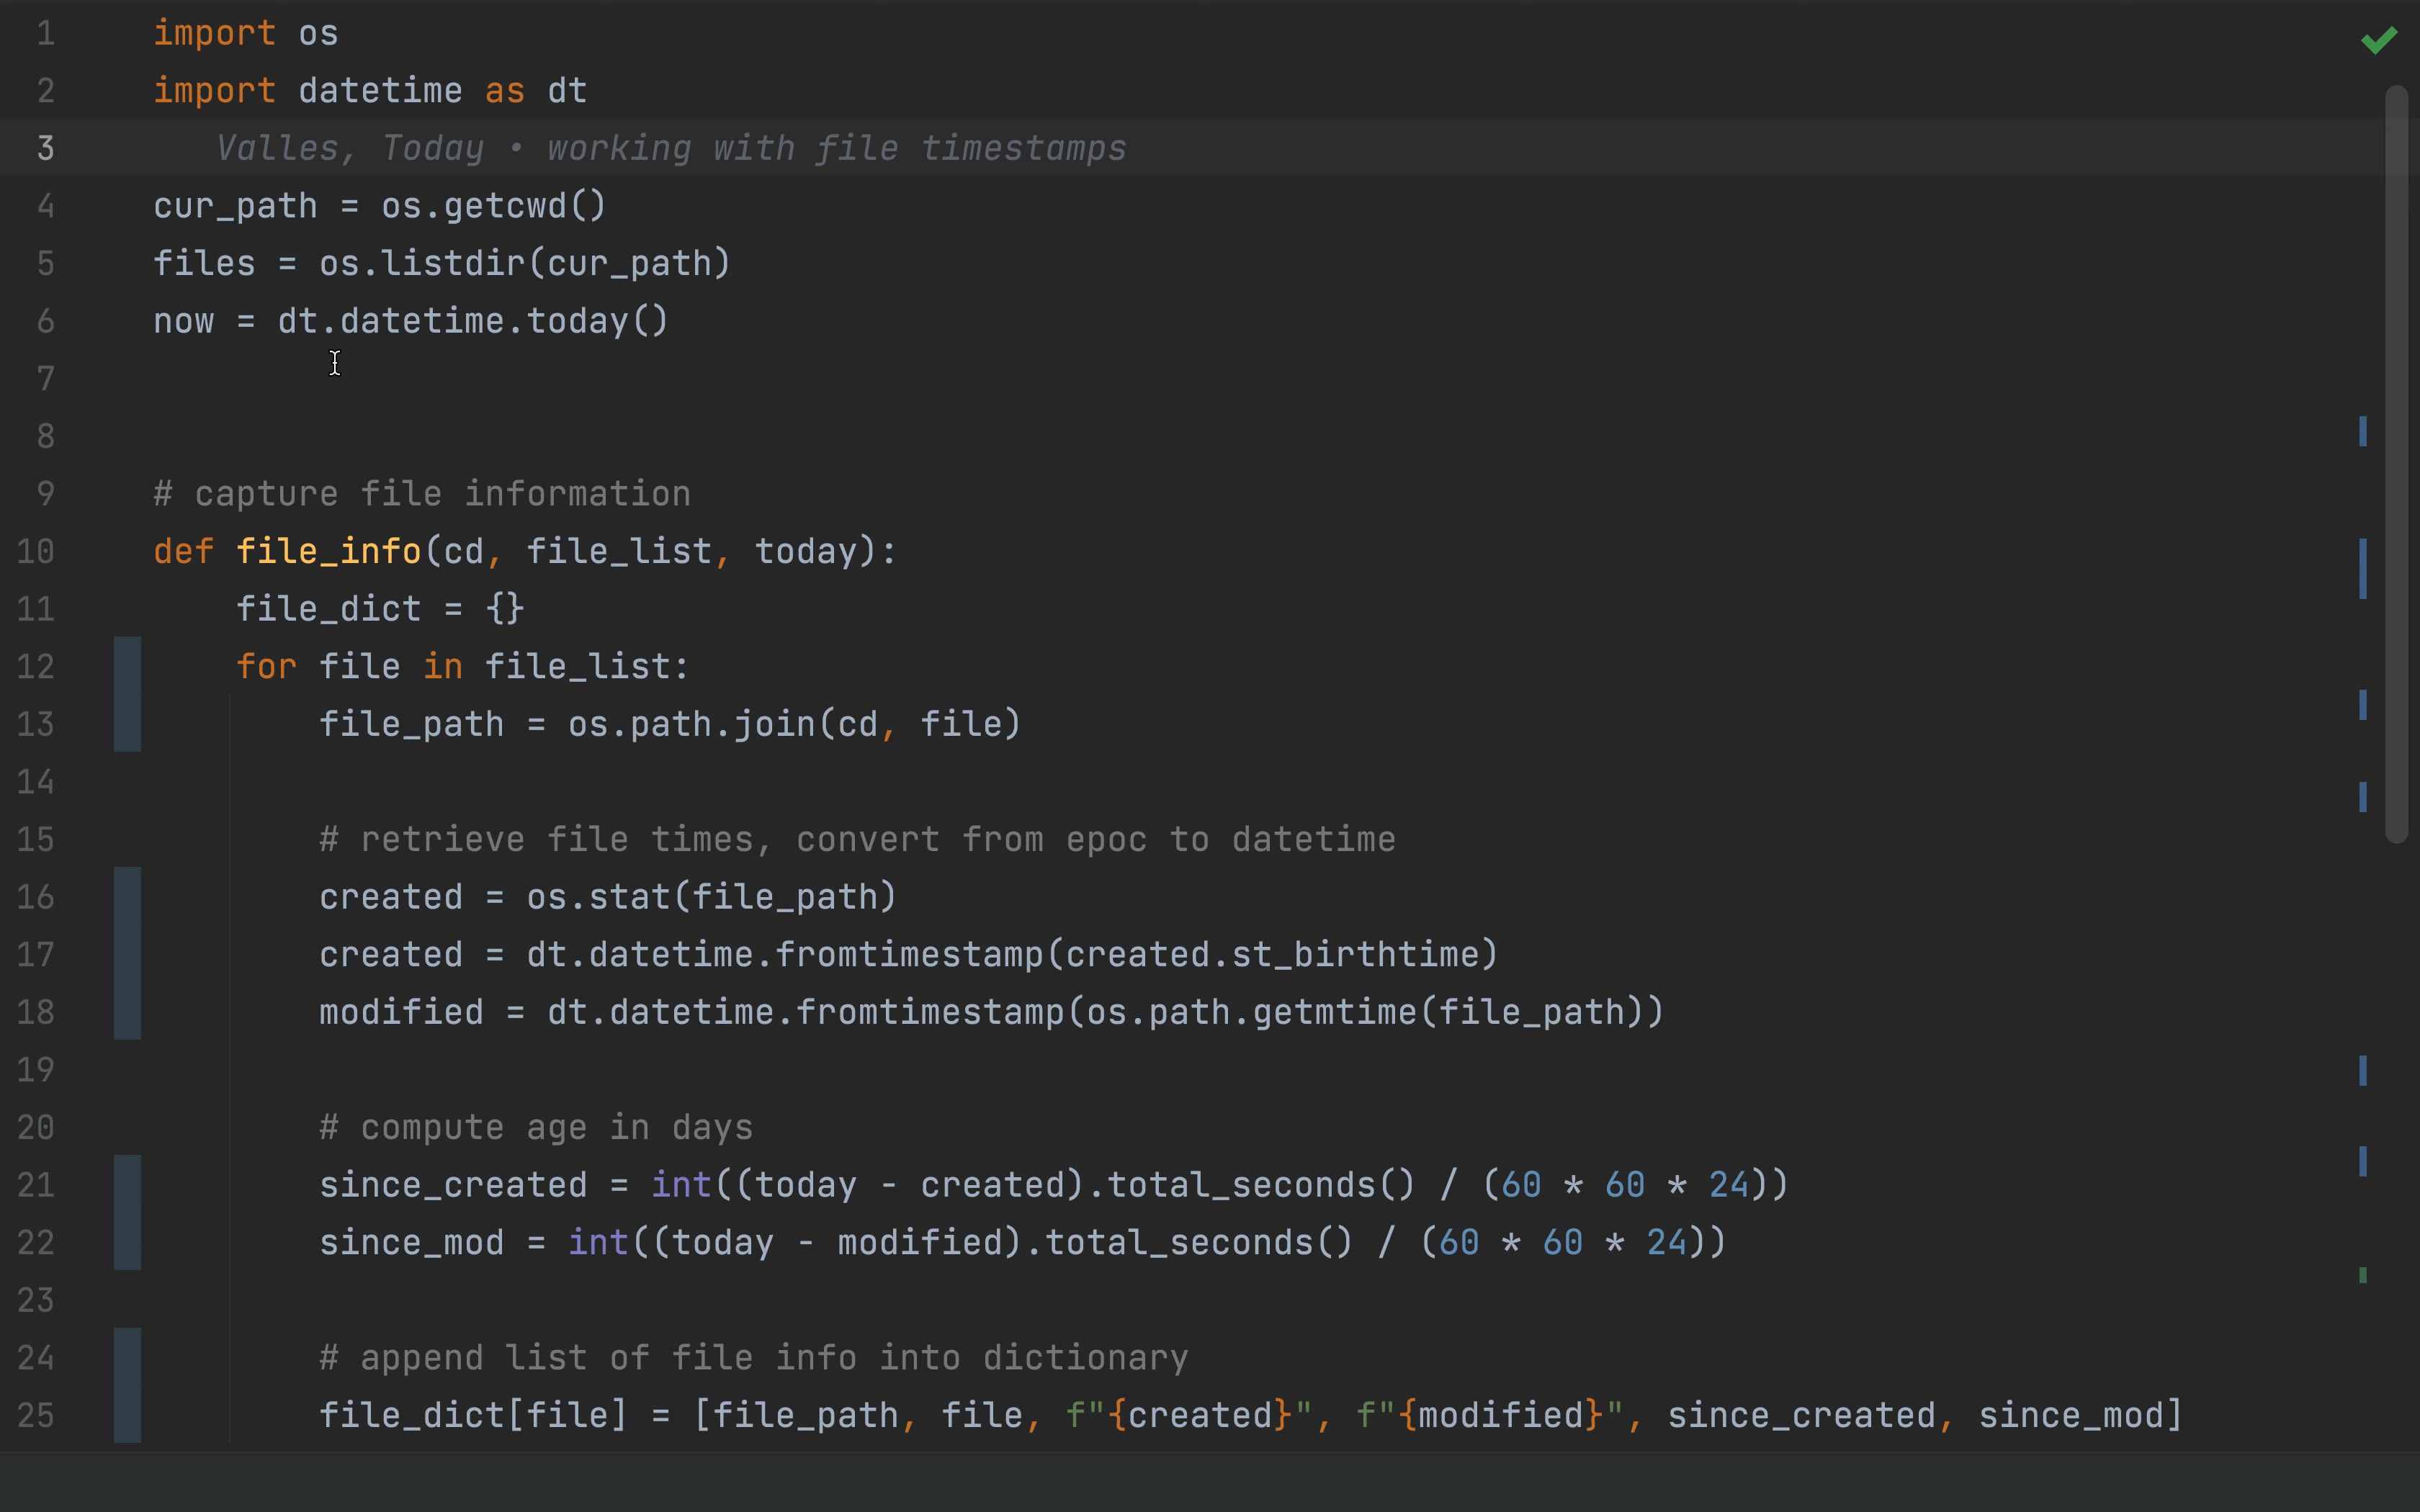 1 import os
2 import datetime as dt
3 Valles, Today • working with file timestamps
4 cur_path = os.getcwd()
5 files = os.listdir(cur_path)
6 now = dt.datetime.today()
7
8
9 # capture file information
10 def file_info(cd, file_list, today):
11     file_dict = {}
12     for file in file_list:
13         file_path = os.path.join(cd, file)
14
15         # retrieve file times, convert from epoc to datetime
16         created = os.stat(file_path)
17         created = dt.datetime.fromtimestamp(created.st_birthtime)
18         modified = dt.datetime.fromtimestamp(os.path.getmtime(file_path))
19
20         # compute age in days
21         since_created = int((today - created).total_seconds() / (60 * 60 * 24))
22         since_mod = int((today - modified).total_seconds() / (60 * 60 * 24))
23
24         # append list of file info into dictionary
25         file_dict[file] = [file_path, file, f"{created}", f"{modified}", since_created, since_mod]